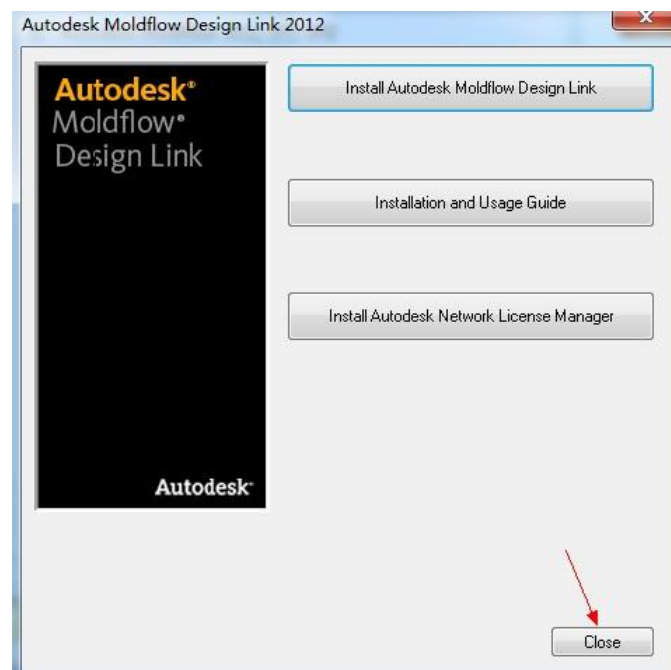 Autodesk Moldflow Design Link 2012
Autodesk®
Moldflow®
Design Link
Autodesk™
Install Autodesk Moldflow Design Link
Installation and Usage Guide
Install Autodesk Network License Manager
Close